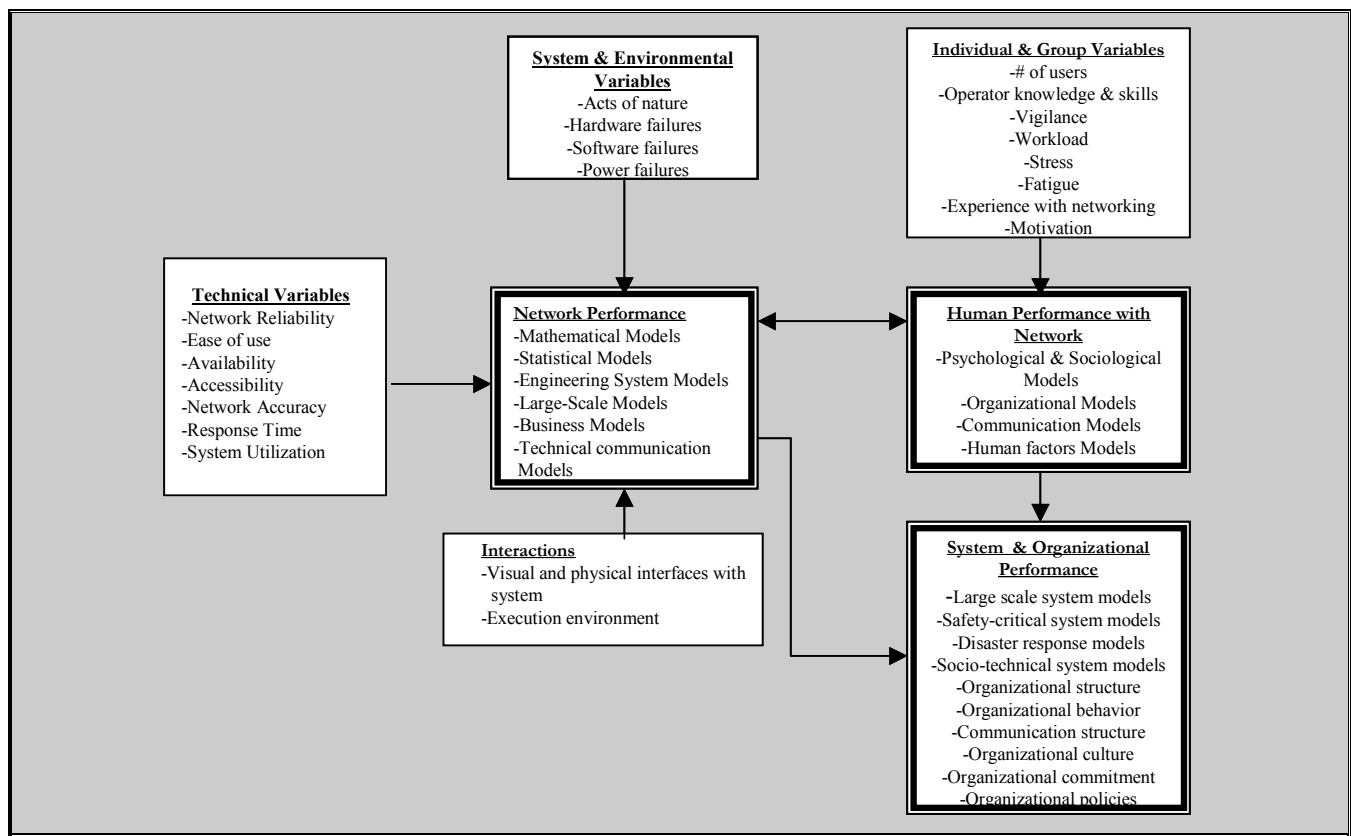 System & Environmental
Variables
-Acts of nature
-Hardware failures
-Software failures
-Power failures
Individual & Group Variables
-# of users
-Operator knowledge & skills
-Vigilance
-Workload
-Stress
-Fatigue
-Experience with networking
-Motivation
Technical Variables
-Network Reliability
-Ease of use
-Availability
-Accessibility
-Network Accuracy
-Response Time
-System Utilization
Network Performance
-Mathematical Models
-Statistical Models
-Engineering System Models
-Large-Scale Models
-Business Models
-Technical communication
Models
Human Performance with
Network
-Psychological & Sociological
Models
-Organizational Models
-Communication Models
-Human factors Models
Interactions
-Visual and physical interfaces with
system
-Execution environment
System & Organizational
Performance
-Large scale system models
-Safety-critical system models
-Disaster response models
-Socio-technical system models
-Organizational structure
-Organizational behavior
-Communication structure
-Organizational culture
-Organizational commitment
-Organizational policies